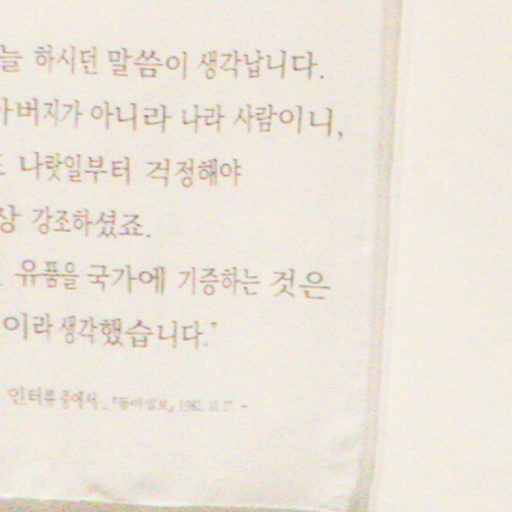 늘 하시던 말씀이 생각납니다.
아버지가 아니라 나라 사람이니,
나랏일부터 걱정해야
상 강조하셨죠.
유품을 국가에 기증하는 것은
이라 생각했습니다."
인터뷰 중에서, 『동아일보』 1982.